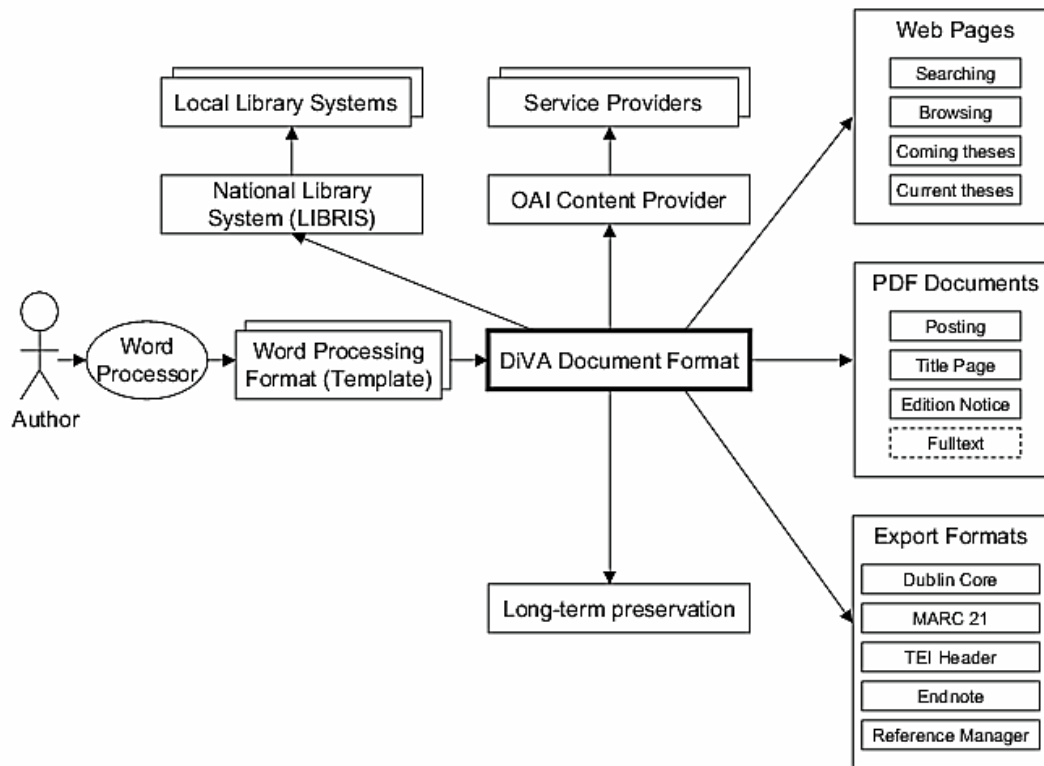 Local Library Systems
National Library
System (LIBRIS)
Service Providers
OAI Content Provider
Author
Word
Processor
Word Processing
Format (Template)
DiVA Document Format
Long-term preservation
Web Pages
Searching
Browsing
Coming theses
Current theses
PDF Documents
Posting
Title Page
Edition Notice
Fulltext
Export Formats
Dublin Core
MARC 21
TEI Header
Endnote
Reference Manager